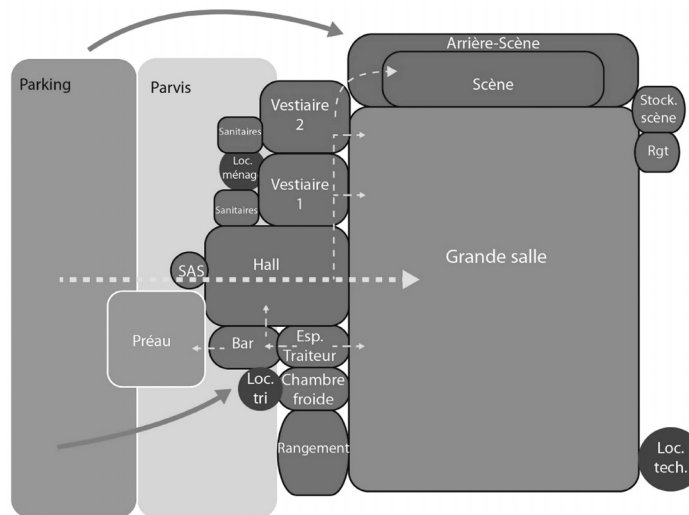 Arrière-Scène
Parking
Parvis
Scène
Vestiaire
2
Stock.
scène
Sanitaires
Rgt
Loc.
ménag
Vestiaire
1
Sanitaires
SAS
Hall
Grande salle
Préau
Bar
Esp.
Traiteur
Loc.
tri
Chambre
froide
Rangement
Loc.
tech.